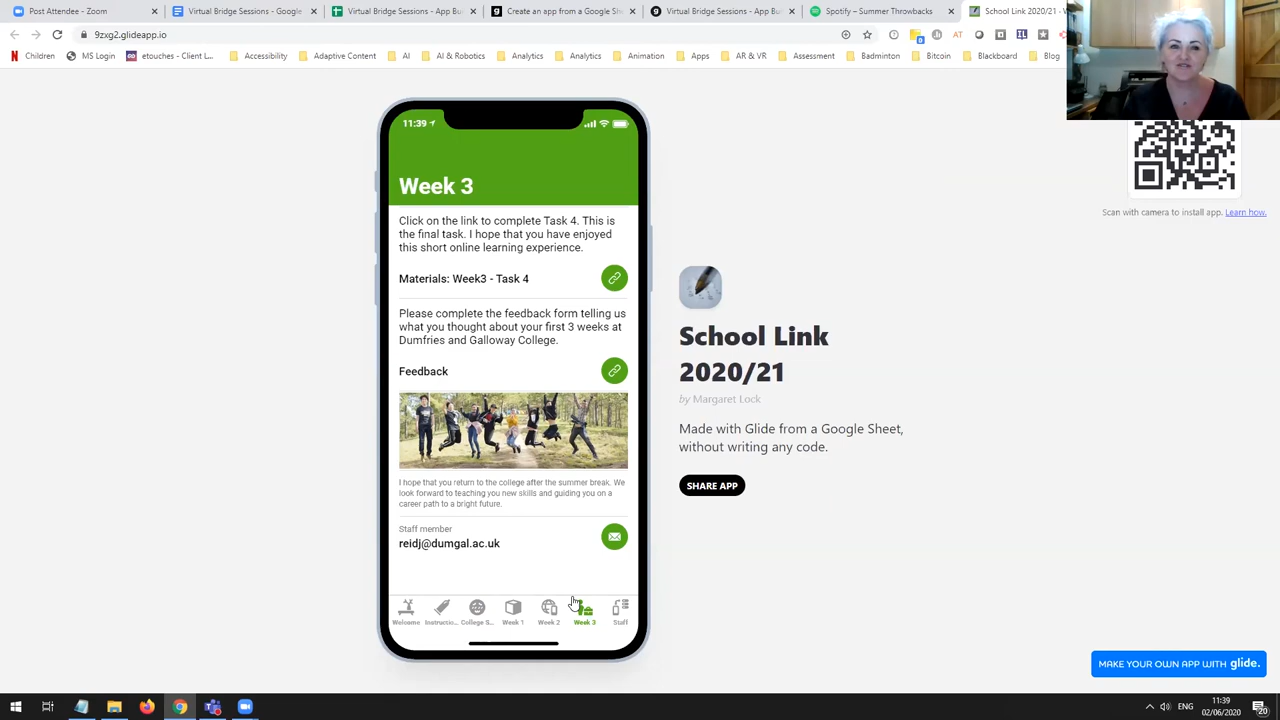 Post Attendee - Zoom
Virtual Bridge Sessions - Google
Virtual Bridge Sessions - App Bu
Create an app from a Google She
Virtual Bridge Sessions - App Bu
Spotify – Summer Throwbacks
School Link 2020/21 - W
9zxg2.glideapp.io
Children
MS Login
etouches - Client L...
Accessibility
Adaptive Content
AI
AI & Robotics
Analytics
Analytics
Animation
Apps
AR & VR
Assessment
Badminton
Bitcoin
Blackboard
Blog
11:39
Week 3
Click on the link to complete Task 4. This is
the final task. I hope that you have enjoyed
this short online learning experience.
Materials: Week3 - Task 4
Please complete the feedback form telling us
what you thought about your first 3 weeks at
Dumfries and Galloway College.
Feedback
I hope that you return to the college after the summer break. We
look forward to teaching you new skills and guiding you on a
career path to a bright future.
Staff member
reidj@dumgal.ac.uk
Welcome
Instructio...
College S...
Week 1
Week 2
Week 3
Staff
Scan with camera to install app. Learn how.
School Link
2020/21
by Margaret Lock
Made with Glide from a Google Sheet,
without writing any code.
SHARE APP
MAKE YOUR OWN APP WITH glide.
ENG
11:39
02/06/2020
20